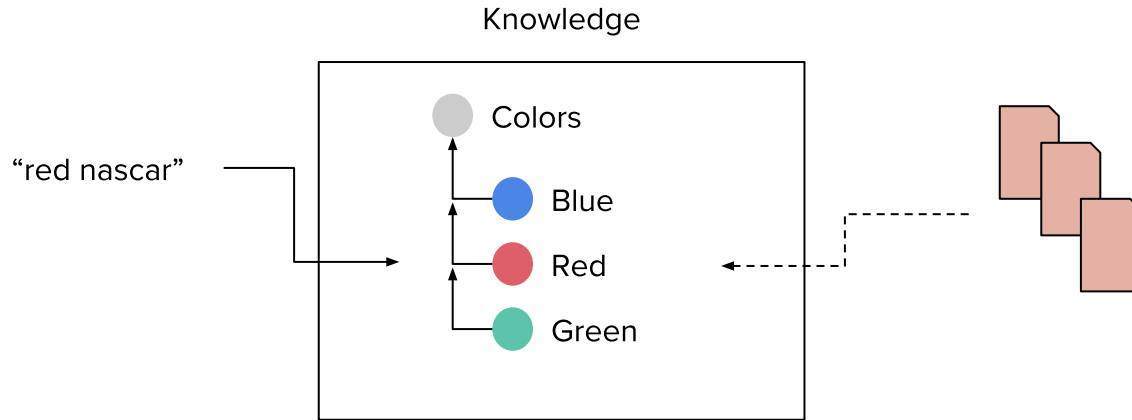 Knowledge
Colors
“red nascar”
Blue
Red
Green